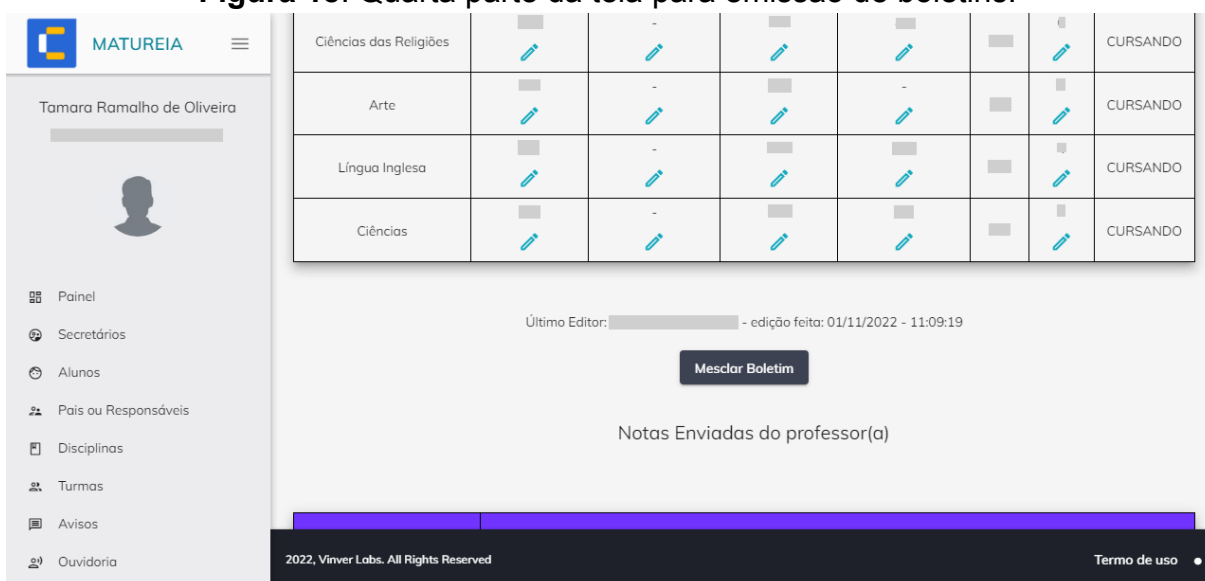 MATUREIA
Tamara Ramalho de Oliveira
Painel
Secretários
Alunos
Pais ou Responsáveis
Disciplinas
Turmas
Avisos
Ouvidoria
Ciências das Religiões - CURSANDO
Arte - - CURSANDO
Língua Inglesa - CURSANDO
Ciências - CURSANDO
Último Editor: - edição feita: 01/11/2022 - 11:09:19
Mesclar Boletim
Notas Enviadas do professor(a)
2022, Vinver Labs. All Rights Reserved Termo de uso •